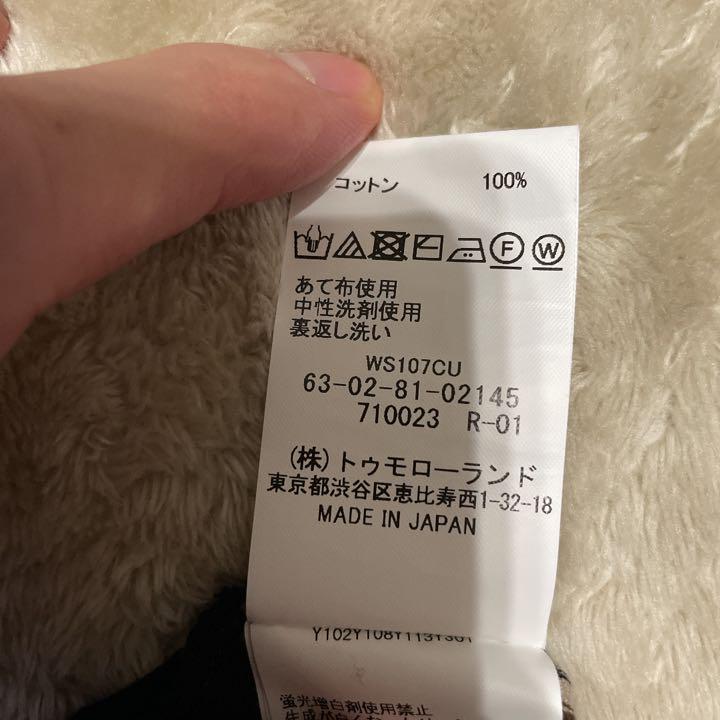 コットン 100%
F W
あて布使用
中性洗剤使用
裏返し洗い
WS107CU
63-02-81-02145
710023 R-01
(株)トゥモローランド
東京都渋谷区恵比寿西1-32-18
MADE IN JAPAN
Y102Y108Y113Y301
蛍光増白剤使用禁止